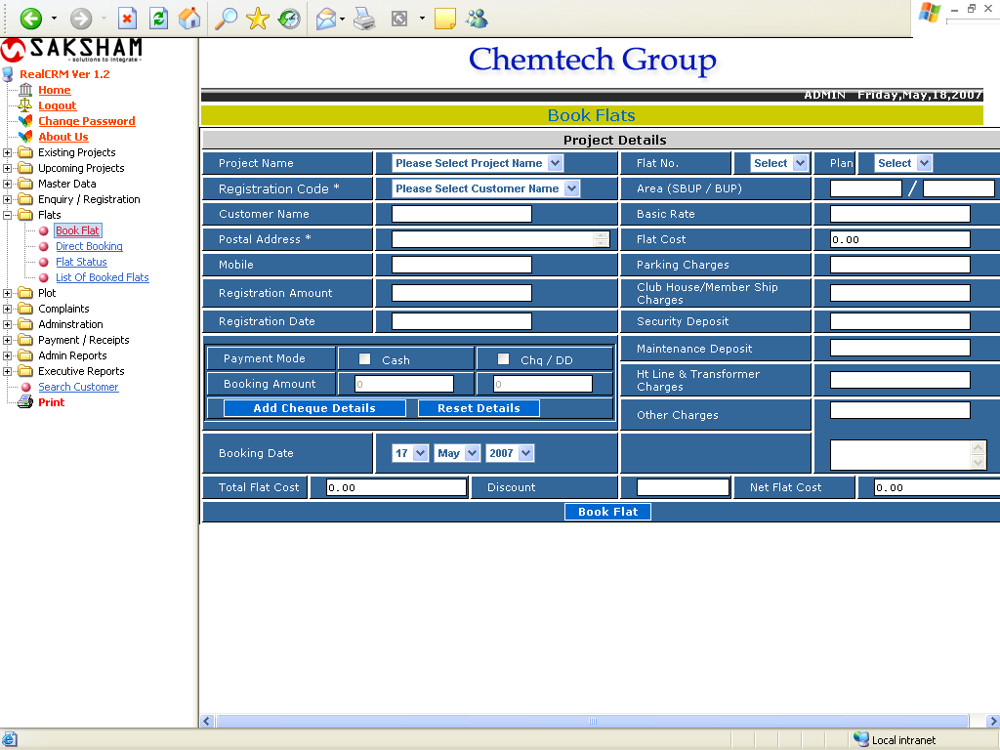 SAKSHAM
- solutions to integrate -
RealCRM Ver 1.2
Home
Logout
Change Password
About Us
Existing Projects
Upcoming Projects
Master Data
Enquiry / Registration
Flats
Book Flat
Direct Booking
Flat Status
List Of Booked Flats
Plot
Complaints
Adminstration
Payment / Receipts
Admin Reports
Executive Reports
Search Customer
Print
Chemtech Group
ADMIN Friday,May,18,2007
Book Flats
Project Details
Project Name Please Select Project Name Flat No. Select Plan Select
Registration Code * Please Select Customer Name Area (SBUP / BUP) /
Customer Name Basic Rate
Postal Address * Flat Cost 0.00
Mobile Parking Charges
Registration Amount Club House/Member Ship
Charges
Registration Date Security Deposit
Maintenance Deposit
Payment Mode Cash Chq / DD
Ht Line & Transformer
Charges
Booking Amount 0 0
Add Cheque Details Reset Details
Other Charges
Booking Date 17 May 2007
Total Flat Cost 0.00 Discount Net Flat Cost 0.00
Book Flat
Local intranet